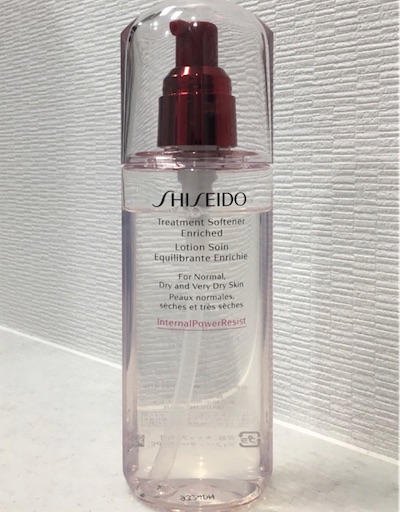 SHISEIDO
Treatment Softener
Enriched
Lotion Soin
Equilibrante Enrichie
For Normal,
Dry and Very Dry Skin
Peaux normales,
sèches et très sèches
InternalPowerResist